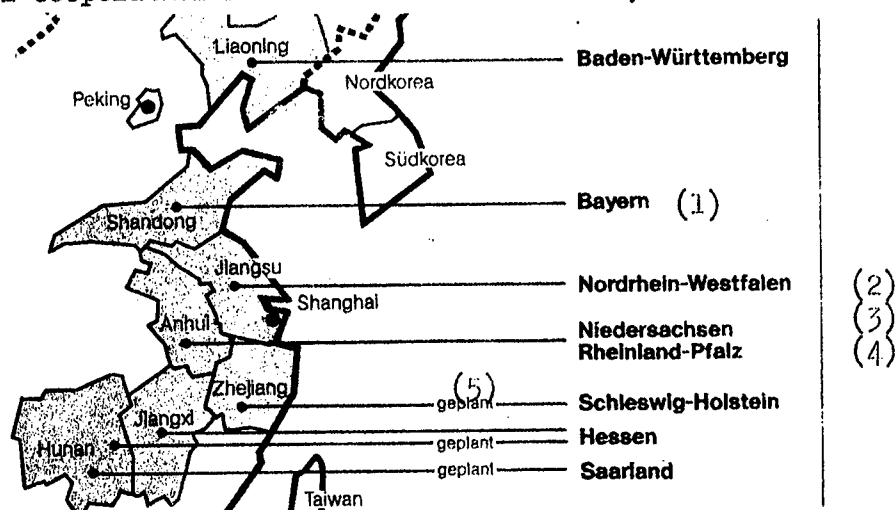 Liaoning
Baden-Württemberg
Peking
Nordkorea
Südkorea
Bayern (1)
Shandong
Jiangsu
Nordrhein-Westfalen (2)
Shanghai
(3)
Anhui
Niedersachsen
Rheinland-Pfalz (4)
Zhejiang
(5)
geplant
Schleswig-Holstein
Jiangxi
Hessen
Hunan
geplant
geplant
Saarland
Taiwan